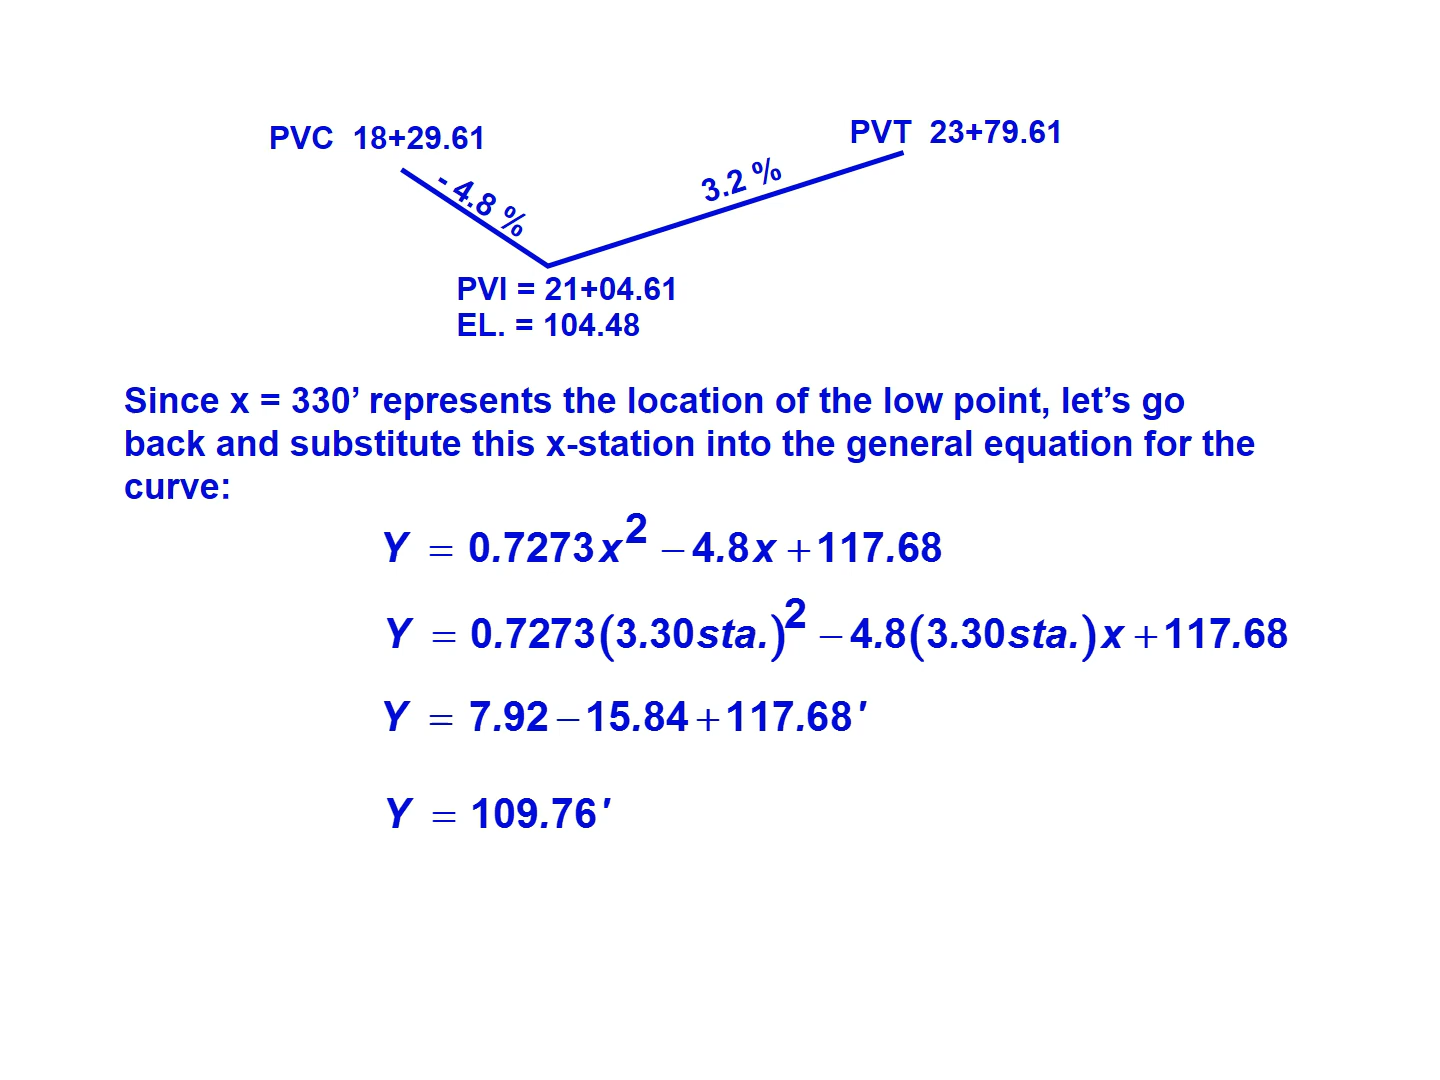 PVC 18+29.61
PVT 23+79.61
- 4.8 %
3.2 %
PVI = 21+04.61
EL. = 104.48
Since x = 330’ represents the location of the low point, let’s go
back and substitute this x-station into the general equation for the
curve:
Y = 0.7273x² − 4.8x + 117.68
Y = 0.7273(3.30sta.)² − 4.8(3.30sta.)x + 117.68
Y = 7.92 − 15.84 + 117.68′
Y = 109.76′